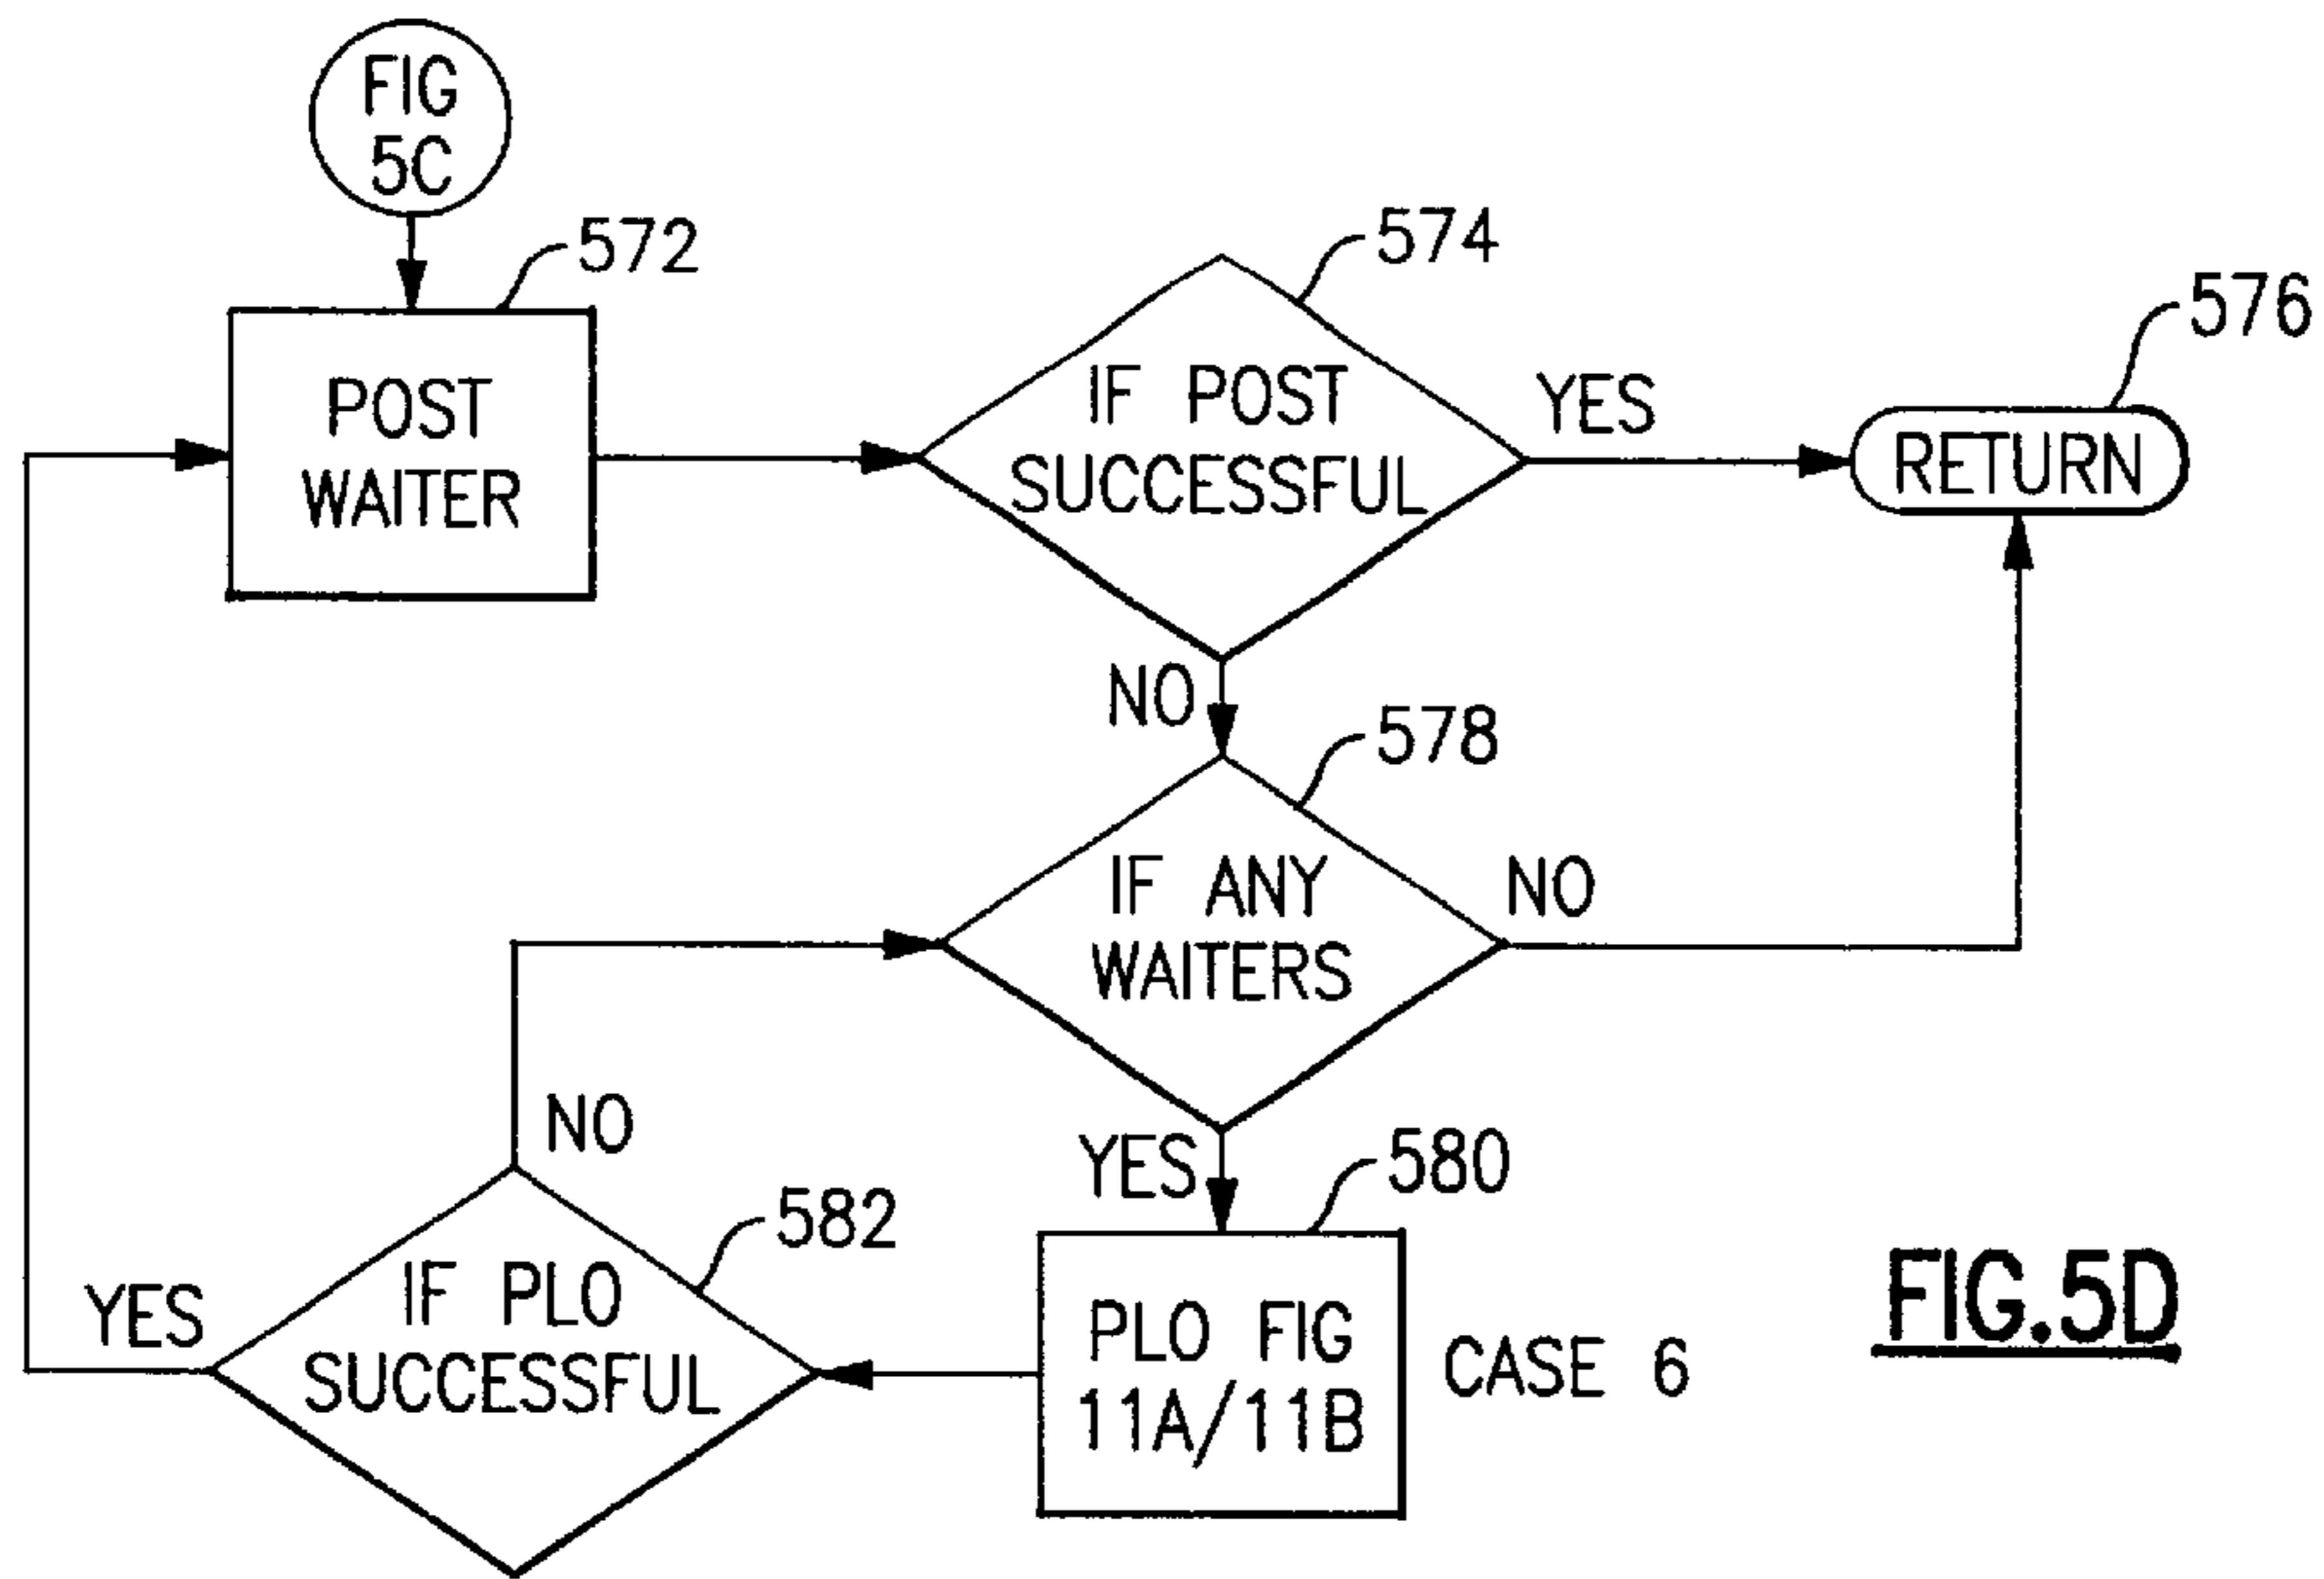 FIG
5C
572
574
576
POST
WAITER
IF POST
SUCCESSFUL
YES
RETURN
NO
578
IF ANY
WAITERS
NO
NO
YES
580
582
YES
IF PLO
SUCCESSFUL
PLO FIG
11A/11B
CASE 6
FIG.5D